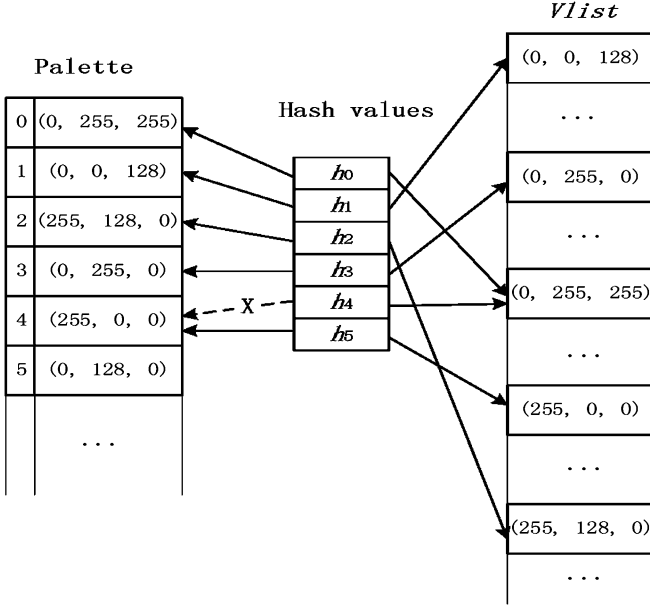 Palette
0 (0, 255, 255)
1 (0, 0, 128)
2 (255, 128, 0)
3 (0, 255, 0)
4 (255, 0, 0)
5 (0, 128, 0)
...
Hash values
h0
h1
h2
h3
h4
h5
X
Vlist
(0, 0, 128)
...
(0, 255, 0)
...
(0, 255, 255)
...
(255, 0, 0)
...
(255, 128, 0)
...